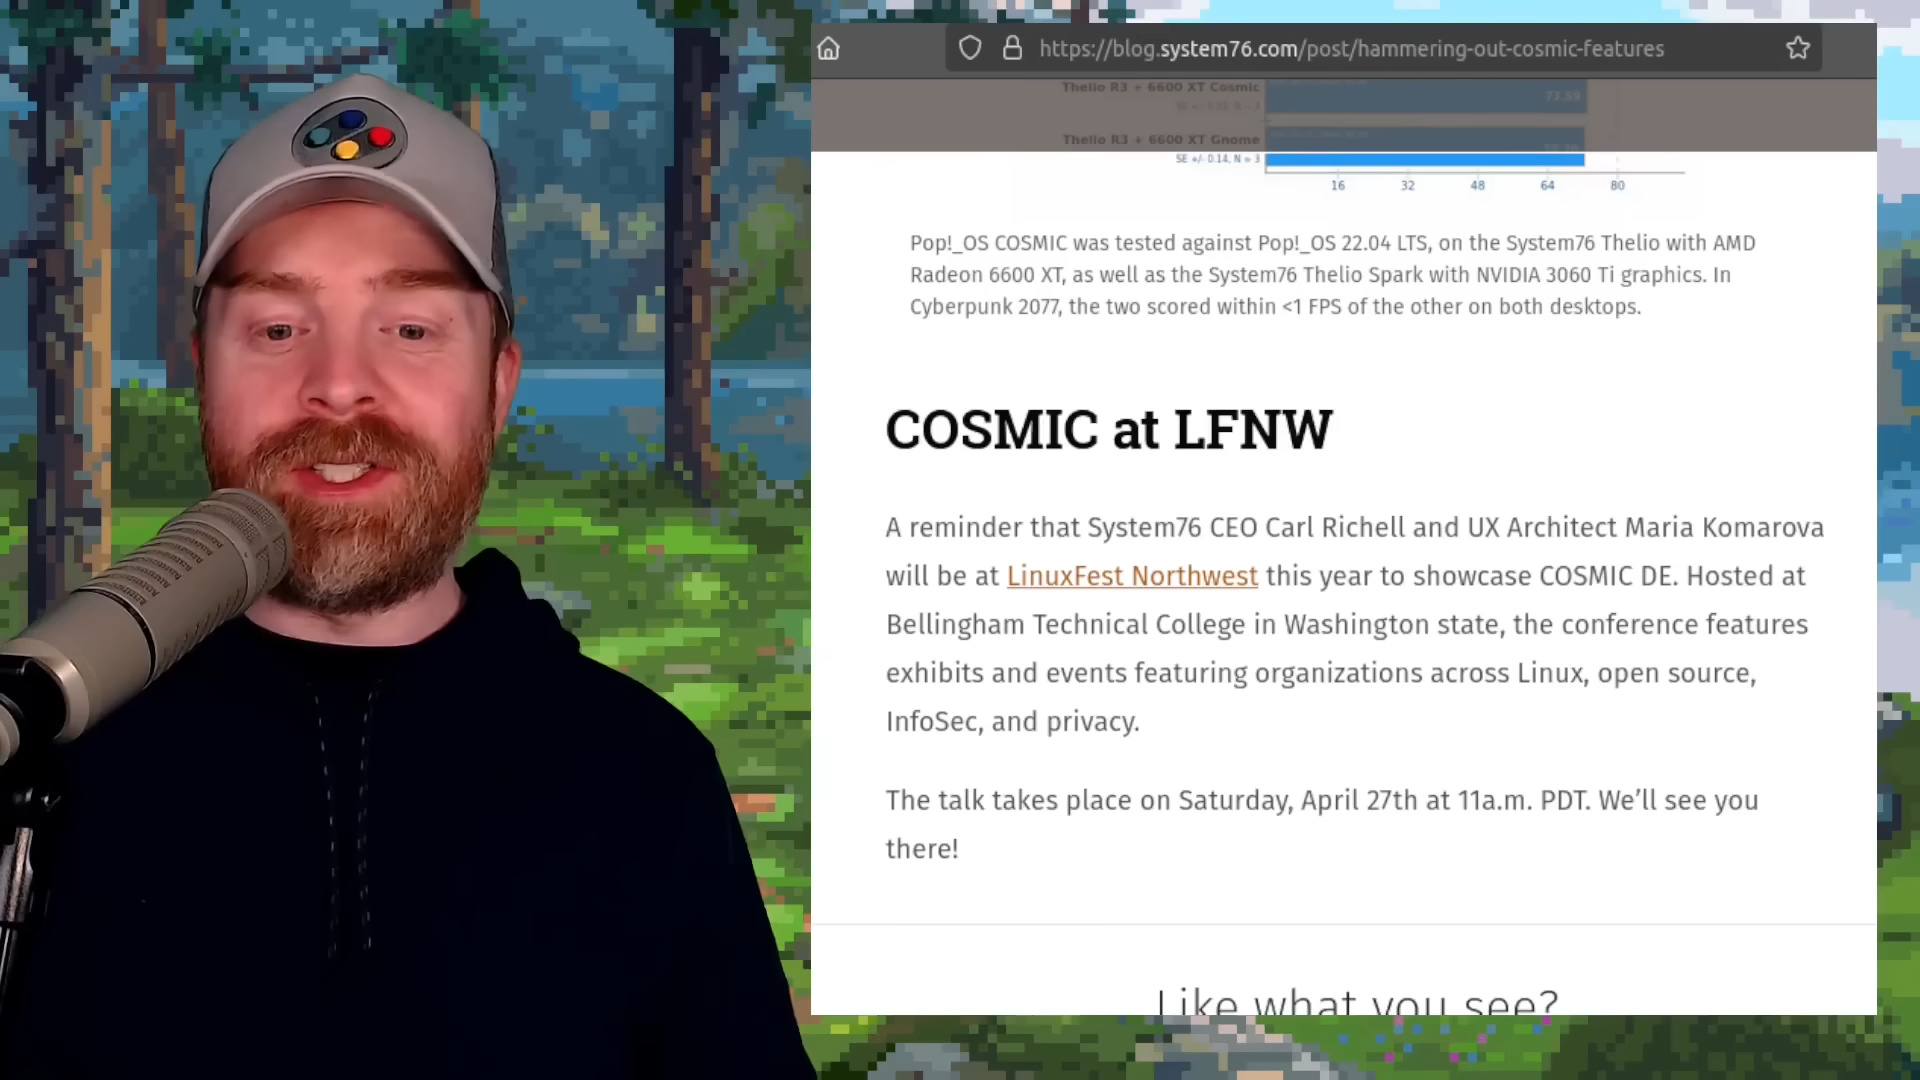 https://blog.system76.com/post/hammering-out-cosmic-features
Thelio R3 + 6600 XT Cosmic
73.59
Thelio R3 + 6600 XT Gnome
SE +/- 0.14, N = 3
16 32 48 64 80
Pop!_OS COSMIC was tested against Pop!_OS 22.04 LTS, on the System76 Thelio with AMD
Radeon 6600 XT, as well as the System76 Thelio Spark with NVIDIA 3060 Ti graphics. In
Cyberpunk 2077, the two scored within <1 FPS of the other on both desktops.
COSMIC at LFNW
A reminder that System76 CEO Carl Richell and UX Architect Maria Komarova
will be at LinuxFest Northwest this year to showcase COSMIC DE. Hosted at
Bellingham Technical College in Washington state, the conference features
exhibits and events featuring organizations across Linux, open source,
InfoSec, and privacy.
The talk takes place on Saturday, April 27th at 11a.m. PDT. We’ll see you
there!
Like what you see?